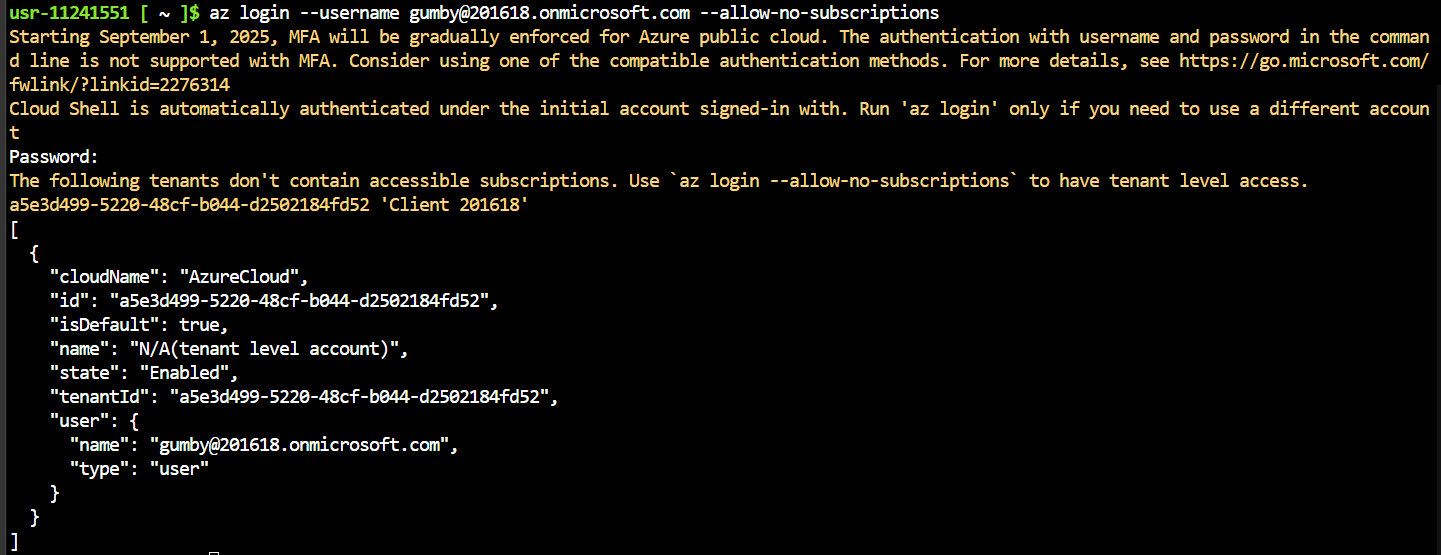 usr-11241551 [ ~ ]$ az login --username gumby@201618.onmicrosoft.com --allow-no-subscriptions
Starting September 1, 2025, MFA will be gradually enforced for Azure public cloud. The authentication with username and password in the comman
d line is not supported with MFA. Consider using one of the compatible authentication methods. For more details, see https://go.microsoft.com/
fwlink/?linkid=2276314
Cloud Shell is automatically authenticated under the initial account signed-in with. Run 'az login' only if you need to use a different accoun
t
Password:
The following tenants don't contain accessible subscriptions. Use `az login --allow-no-subscriptions` to have tenant level access.
a5e3d499-5220-48cf-b044-d2502184fd52 'Client 201618'
[
  {
    "cloudName": "AzureCloud",
    "id": "a5e3d499-5220-48cf-b044-d2502184fd52",
    "isDefault": true,
    "name": "N/A(tenant level account)",
    "state": "Enabled",
    "tenantId": "a5e3d499-5220-48cf-b044-d2502184fd52",
    "user": {
      "name": "gumby@201618.onmicrosoft.com",
      "type": "user"
    }
  }
]